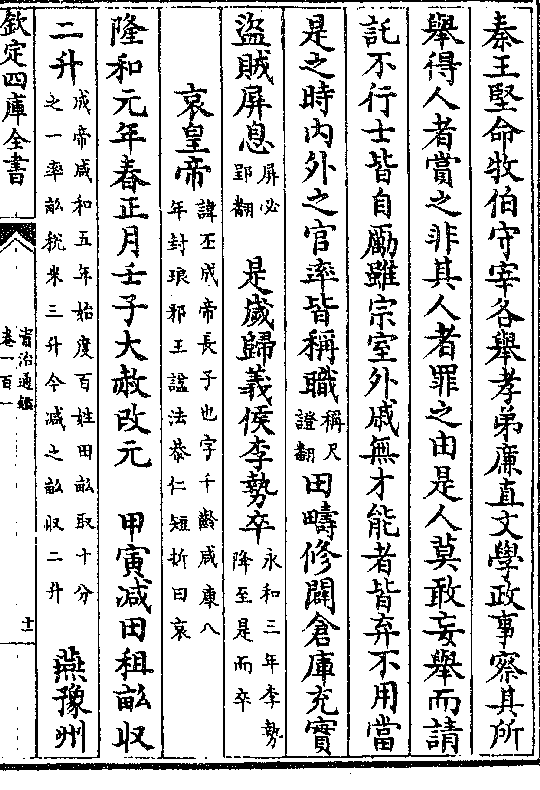 秦王堅命牧伯守宰各舉孝弟廉直文學政事察其所
舉得人者賞之非其人者罪之由是人莫敢妄舉而請
託不行士皆自勵雖宗室外戚無才能者皆棄不用當
是之時内外之官率皆稱職稱尺證翻田疇修闢倉庫充實
盜賊屏息屏必郢翻 是歲歸義侯李勢卒永和三年李勢降至是而卒
哀皇帝諱丕成帝長子也字千齡咸康八年封琅邪王諡法恭仁短折曰哀
隆和元年春正月壬子大赦改元 甲寅減田租畝收
二升成帝咸和五年始度百姓田畝取十分之一率畝稅米三升今減之畝收二升 燕豫州
欽定四庫全書
資治通鑑
卷一百一
十一